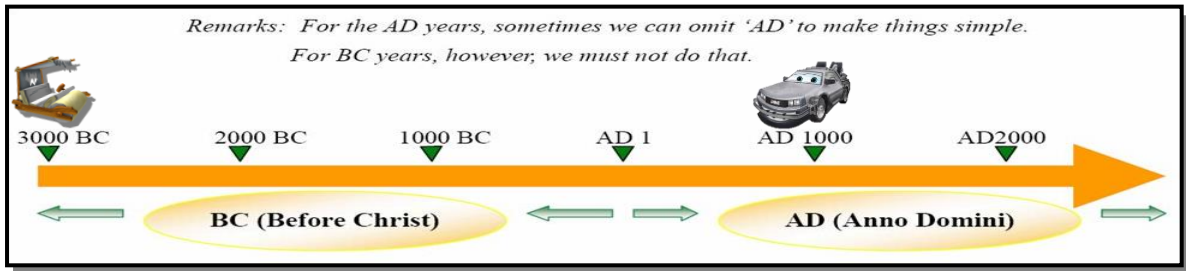 Remarks: For the AD years, sometimes we can omit ‘AD’ to make things simple.
For BC years, however, we must not do that.
3000 BC 2000 BC 1000 BC AD 1 AD 1000 AD2000
BC (Before Christ) AD (Anno Domini)